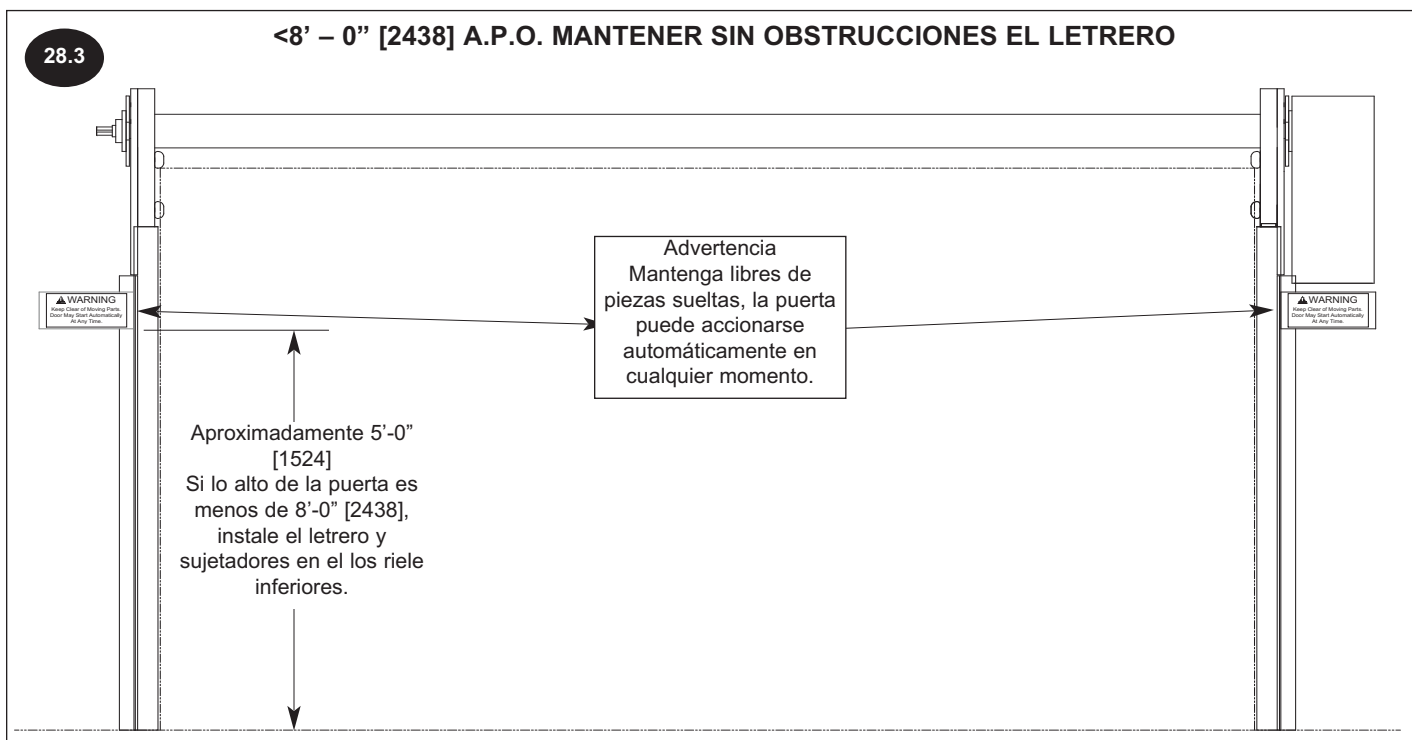 <8’ – 0” [2438] A.P.O. MANTENER SIN OBSTRUCCIONES EL LETRERO
28.3
Advertencia
Mantenga libres de
piezas sueltas, la puerta
puede accionarse
automáticamente en
cualquier momento.
WARNING
Keep Clear of Moving Parts.
Door May Start Automatically
At Any Time.
WARNING
Keep Clear of Moving Parts.
Door May Start Automatically
At Any Time.
Aproximadamente 5’-0”
[1524]
Si lo alto de la puerta es
menos de 8’-0” [2438],
instale el letrero y
sujetadores en el los riele
inferiores.